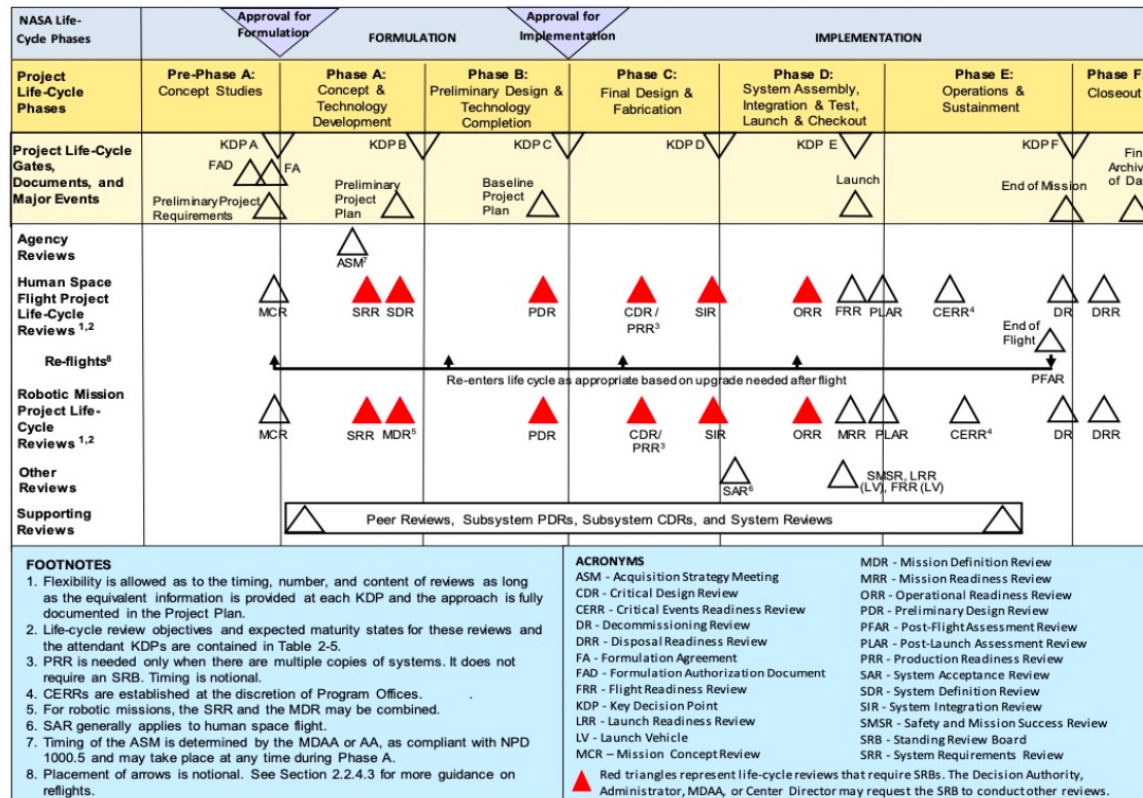 NASA Life-
Cycle Phases
Approval for
Formulation
FORMULATION
Approval for
Implementation
IMPLEMENTATION
Project
Life-Cycle
Phases
Pre-Phase A:
Concept Studies
Phase A:
Concept &
Technology
Development
Phase B:
Preliminary Design &
Technology
Completion
Phase C:
Final Design &
Fabrication
Phase D:
System Assembly,
Integration & Test,
Launch & Checkout
Phase E:
Operations &
Sustainment
Phase F:
Closeout
Project Life-Cycle
Gates,
Documents, and
Major Events
KDP A
KDP B
KDP C
KDP D
KDP E
KDP F
FAD
FA
Preliminary Project
Requirements
Preliminary
Project
Plan
Baseline
Project
Plan
Launch
End of Mission
Fin
Archiv
of Dat
Agency
Reviews
ASM7
Human Space
Flight Project
Life-Cycle
Reviews 1,2
MCR
SRR
SDR
PDR
CDR /
PRR3
SIR
ORR
FRR
PLAR
CERR4
DR
DRR
End of
Flight
Re-flights8
Re-enters life cycle as appropriate based on upgrade needed after flight
PFAR
Robotic Mission
Project Life-
Cycle
Reviews 1,2
MCR
SRR
MDR5
PDR
CDR/
PRR3
SIR
ORR
MRR
PLAR
CERR4
DR
DRR
Other
Reviews
SAR6
SMSR, LRR
(LV), FRR (LV)
Supporting
Reviews
Peer Reviews, Subsystem PDRs, Subsystem CDRs, and System Reviews
FOOTNOTES
1. Flexibility is allowed as to the timing, number, and content of reviews as long
as the equivalent information is provided at each KDP and the approach is fully
documented in the Project Plan.
2. Life-cycle review objectives and expected maturity states for these reviews and
the attendant KDPs are contained in Table 2-5.
3. PRR is needed only when there are multiple copies of systems. It does not
require an SRB. Timing is notional.
4. CERRs are established at the discretion of Program Offices. .
5. For robotic missions, the SRR and the MDR may be combined.
6. SAR generally applies to human space flight.
7. Timing of the ASM is determined by the MDAA or AA, as compliant with NPD
1000.5 and may take place at any time during Phase A.
8. Placement of arrows is notional. See Section 2.2.4.3 for more guidance on
reflights.
ACRONYMS
ASM - Acquisition Strategy Meeting
CDR - Critical Design Review
CERR - Critical Events Readiness Review
DR - Decommissioning Review
DRR - Disposal Readiness Review
FA - Formulation Agreement
FAD - Formulation Authorization Document
FRR - Flight Readiness Review
KDP - Key Decision Point
LRR - Launch Readiness Review
LV - Launch Vehicle
MCR – Mission Concept Review
MDR - Mission Definition Review
MRR - Mission Readiness Review
ORR - Operational Readiness Review
PDR - Preliminary Design Review
PFAR - Post-Flight Assessment Review
PLAR - Post-Launch Assessment Review
PRR - Production Readiness Review
SAR - System Acceptance Review
SDR - System Definition Review
SIR - System Integration Review
SMSR - Safety and Mission Success Review
SRB - Standing Review Board
SRR - System Requirements Review
Red triangles represent life-cycle reviews that require SRBs. The Decision Authority,
Administrator, MDAA, or Center Director may request the SRB to conduct other reviews.